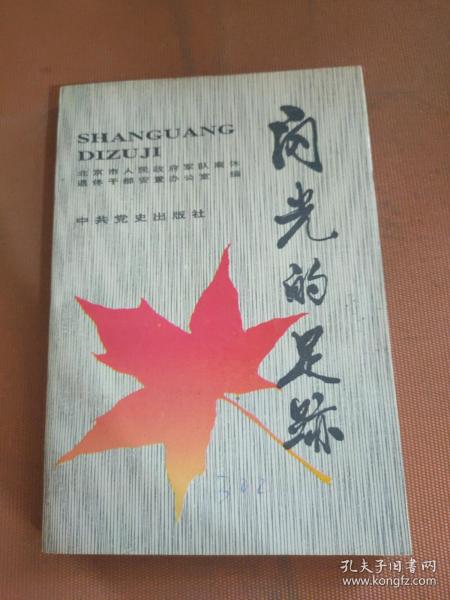 SHANGUANG
DIZUJI
北京市人民政府军队离休
退休干部安置办公室 编
中共党史出版社
闪光的足跡
302
孔夫子旧书网
www.kongfz.com